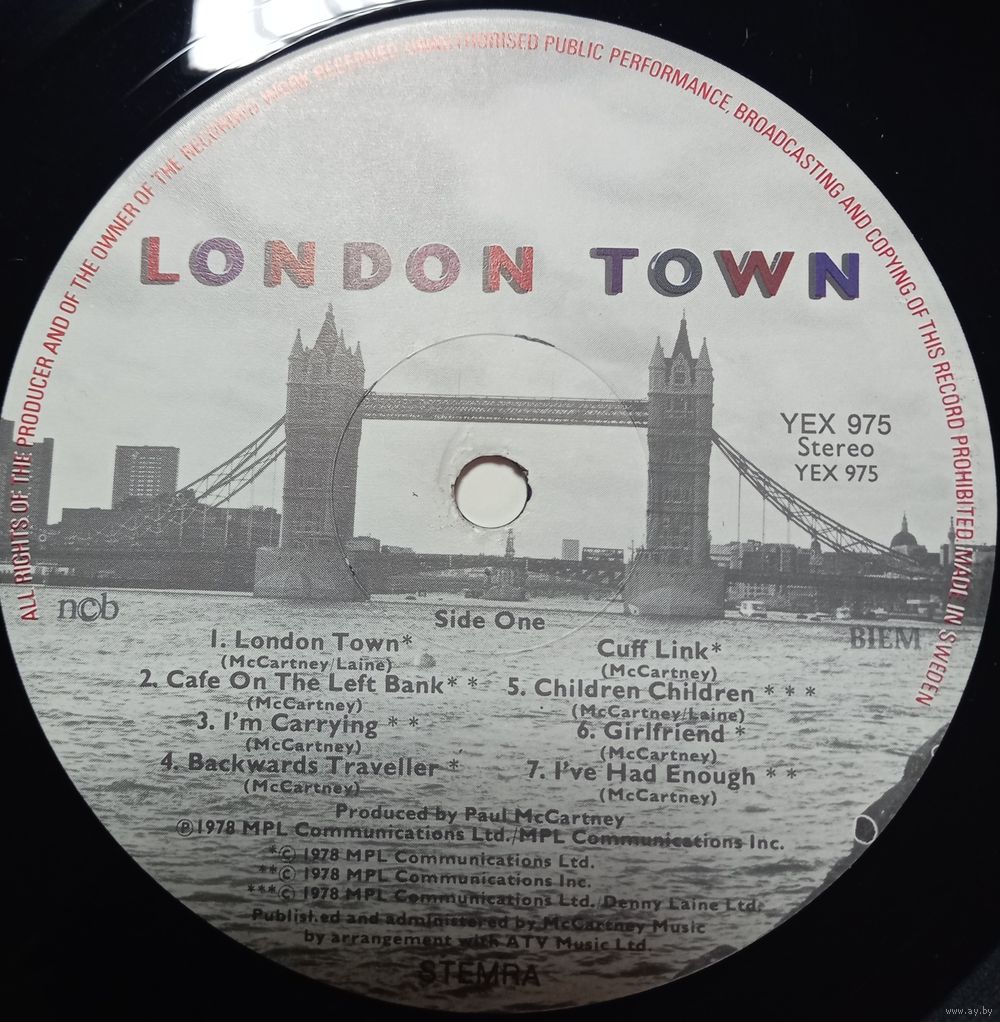 ALL RIGHTS OF THE PRODUCER AND OF THE OWNER OF THE RECORDED WORK RESERVED. UNAUTHORISED PUBLIC PERFORMANCE, BROADCASTING AND COPYING OF THIS RECORD PROHIBITED. MADE IN SWEDEN
LONDON TOWN
YEX 975
Stereo
YEX 975
ncb
BIEM
Side One
1. London Town*
(McCartney/Laine)
2. Cafe On The Left Bank* *
(McCartney)
3. I'm Carrying * *
(McCartney)
4. Backwards Traveller *
(McCartney)
Cuff Link*
(McCartney)
5. Children Children * * *
(McCartney/Laine)
6. Girlfriend *
(McCartney)
7. I've Had Enough * *
(McCartney)
Produced by Paul McCartney
℗1978 MPL Communications Ltd./MPL Communications Inc.
*© 1978 MPL Communications Ltd.
**© 1978 MPL Communications Inc.
***© 1978 MPL Communications Ltd./Denny Laine Ltd.
Published and administered by McCartney Music
by arrangement with ATV Music Ltd.
STEMRA
www.ay.by